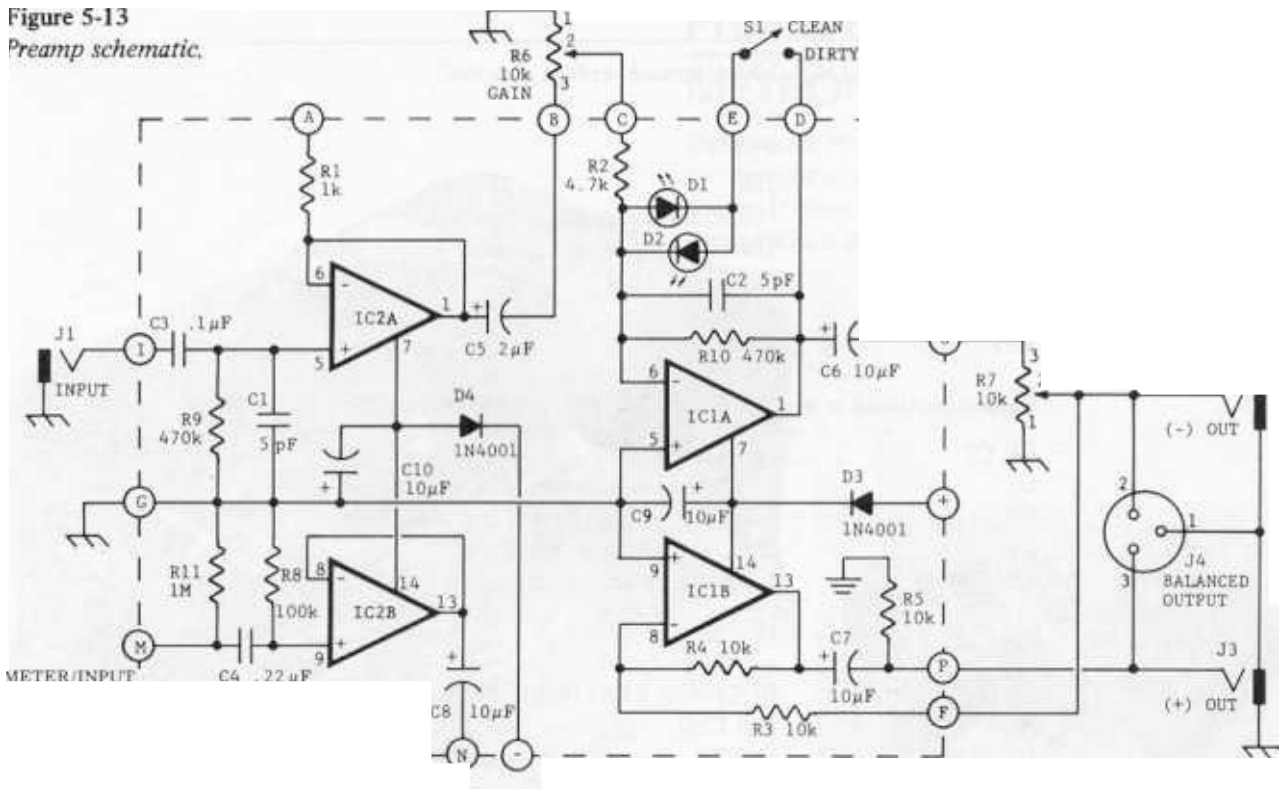 Figure 5-13
Preamp schematic.
1
2
R6
10k
GAIN
3
S1
CLEAN
DIRTY
A
B
C
E
D
R1
1k
R2
4.7k
D1
D2
C2 5pF
6
-
IC2A
1
+
5
7
C5 2µF
J1
INPUT
I
C3 .1µF
R9
470k
C1
5pF
D4
1N4001
C10
10µF
R10 470k
C6 10µF
6
-
IC1A
1
5
+
7
3
R7
10k
1
(-) OUT
G
C9
10µF
+
D3
1N4001
+
2
1
3
J4
BALANCED
OUTPUT
R11
1M
R8
100k
8
-
14
IC2B
13
+
9
M
METER/INPUT
C4 .22µF
+
9
14
IC1B
13
8
-
R5
10k
R4 10k
C7
10µF
P
J3
(+) OUT
F
R3 10k
C8 10µF
N
-